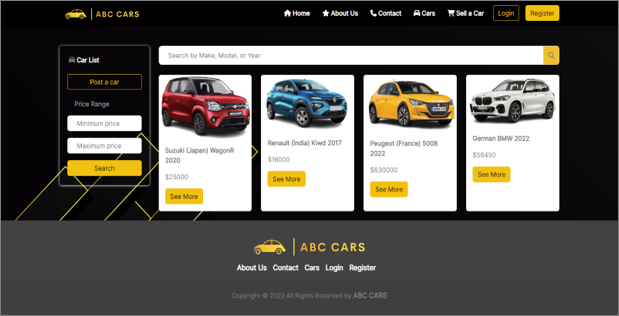 ABC CARS
Home About Us Contact Cars Sell a Car Login Register
Car List
Post a car
Price Range
Minimum price
Maximum price
Search
Search by Make, Model, or Year
Suzuki (Japan) WagonR
2020
$25000
See More
Renault (India) Kiwd 2017
$18000
See More
Peugeot (France) 5008
2022
$630000
See More
German BMW 2022
$58450
See More
ABC CARS
About Us Contact Cars Login Register
Copyright © 2022 All Rights Reserved by ABC CARS